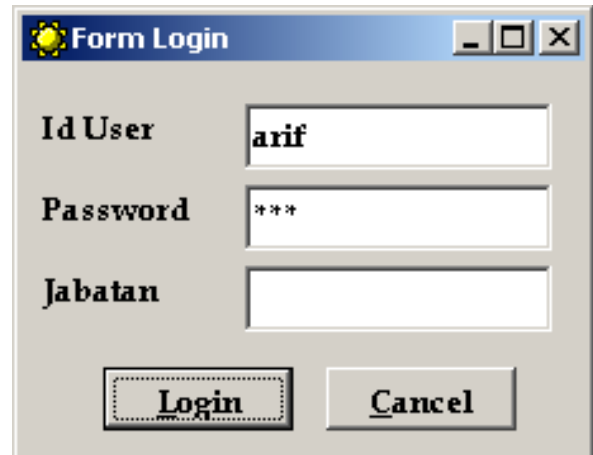 Form Login
Id User arif
Password ***
Jabatan
Login Cancel